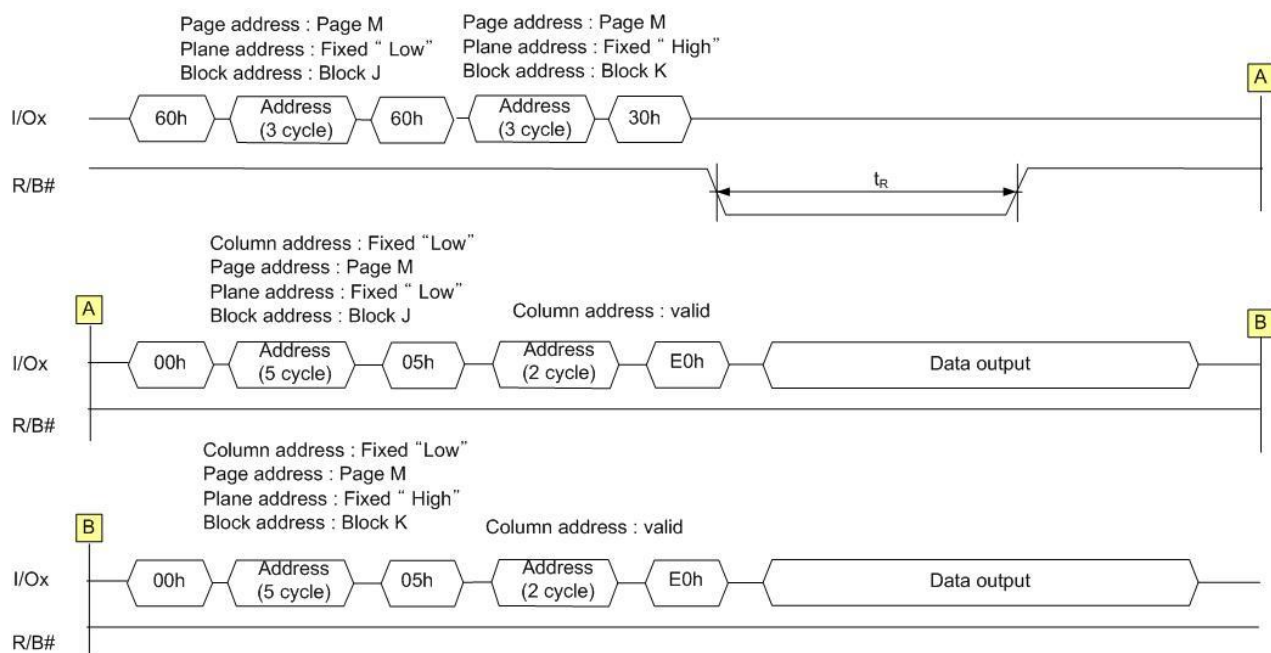 Page address : Page M
Plane address : Fixed “ Low”
Block address : Block J
Page address : Page M
Plane address : Fixed “ High”
Block address : Block K
A
I/Ox 60h Address (3 cycle) 60h Address (3 cycle) 30h
R/B# tR
Column address : Fixed “Low”
Page address : Page M
Plane address : Fixed “ Low”
Block address : Block J
Column address : valid
A B
I/Ox 00h Address (5 cycle) 05h Address (2 cycle) E0h Data output
R/B#
Column address : Fixed “Low”
Page address : Page M
Plane address : Fixed “ High”
Block address : Block K
Column address : valid
B
I/Ox 00h Address (5 cycle) 05h Address (2 cycle) E0h Data output
R/B#